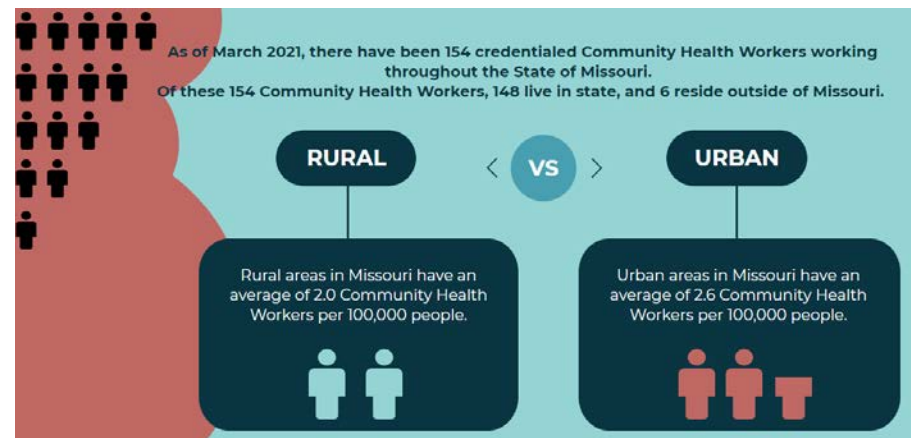 As of March 2021, there have been 154 credentialed Community Health Workers working
throughout the State of Missouri.
Of these 154 Community Health Workers, 148 live in state, and 6 reside outside of Missouri.
RURAL
VS
URBAN
Rural areas in Missouri have an
average of 2.0 Community Health
Workers per 100,000 people.
Urban areas in Missouri have an
average of 2.6 Community Health
Workers per 100,000 people.